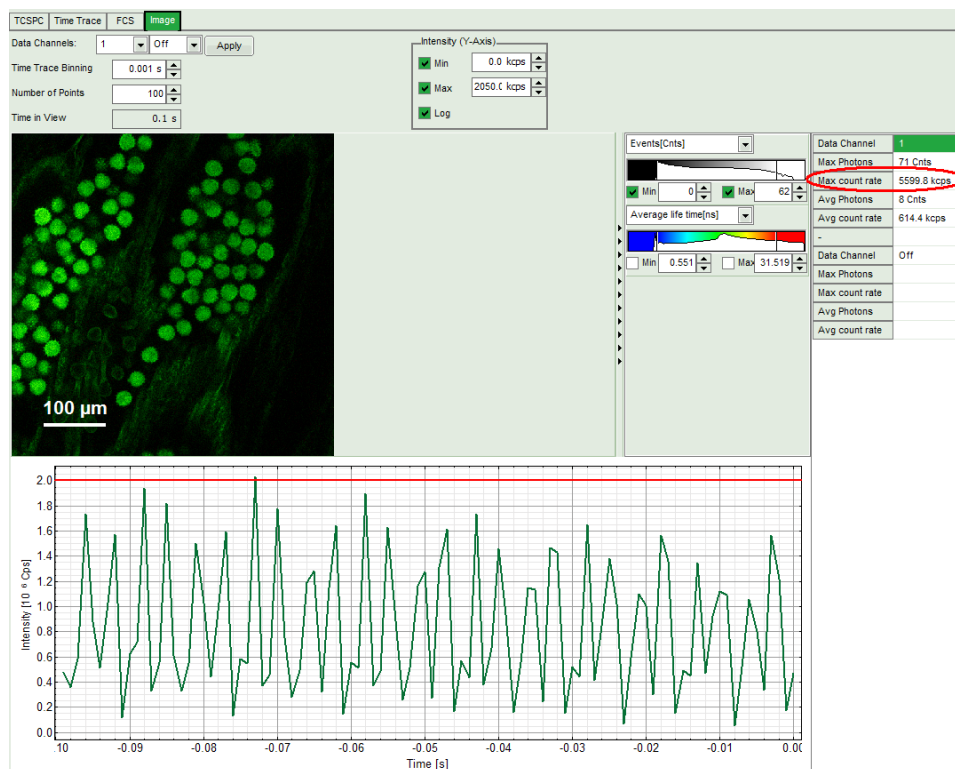 TCSPC Time Trace FCS Image
Data Channels: 1 Off Apply
Time Trace Binning 0.001 s
Number of Points 100
Time in View 0.1 s
Intensity (Y-Axis)
Min 0.0 kcps
Max 2050.0 kcps
Log
100 µm
Events[Cnts]
Min 0 Max 62
Average life time[ns]
Min 0.551 Max 31.519
Data Channel 1
Max Photons 71 Cnts
Max count rate 5599.8 kcps
Avg Photons 8 Cnts
Avg count rate 614.4 kcps
-
Data Channel Off
Max Photons
Max count rate
Avg Photons
Avg count rate
Intensity [10 6 Cps]
2.0
1.8
1.6
1.4
1.2
1.0
0.8
0.6
0.4
0.2
0.0
.10 -0.09 -0.08 -0.07 -0.06 -0.05 -0.04 -0.03 -0.02 -0.01 0.00
Time [s]